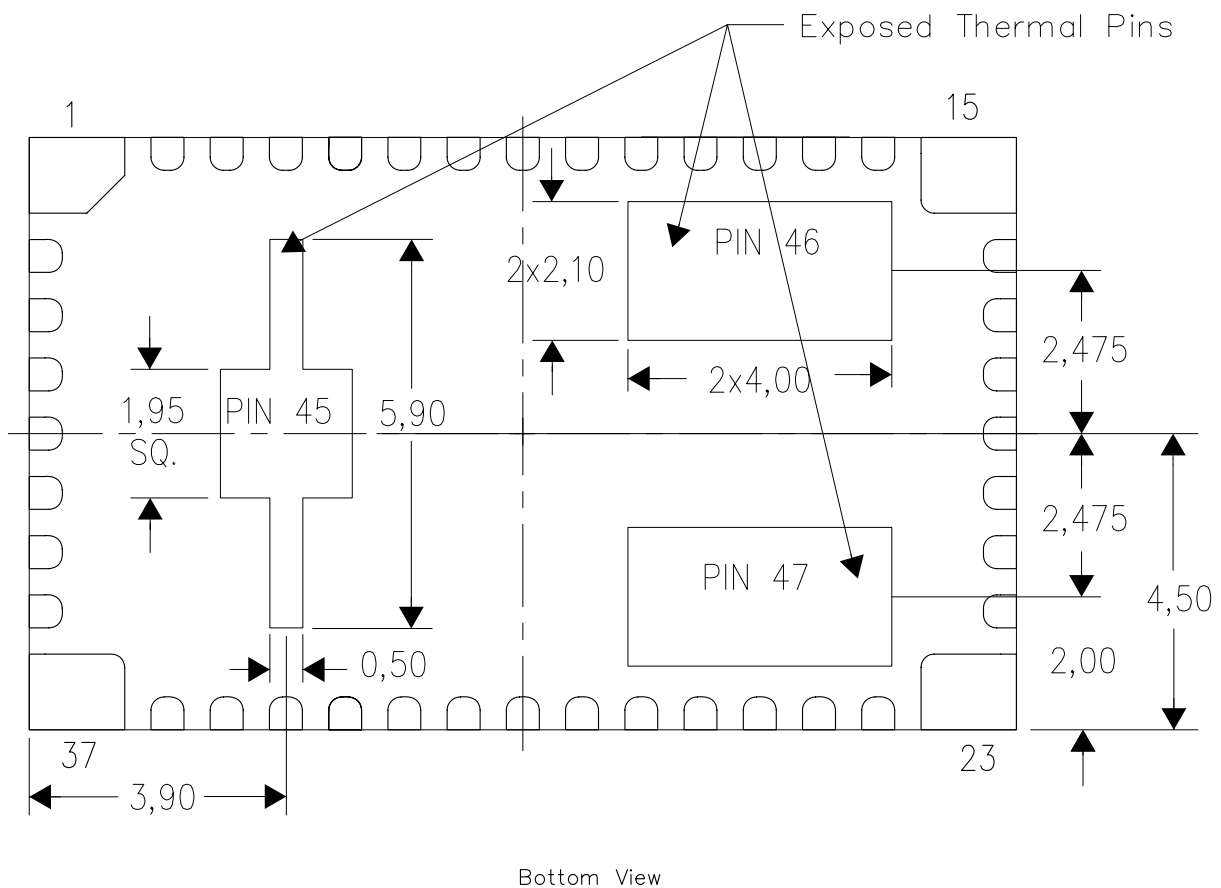 Exposed Thermal Pins
1
15
PIN 46
2x2,10
2,475
2x4,00
1,95
SQ.
PIN 45
5,90
2,475
PIN 47
4,50
0,50
2,00
37
23
3,90
Bottom View